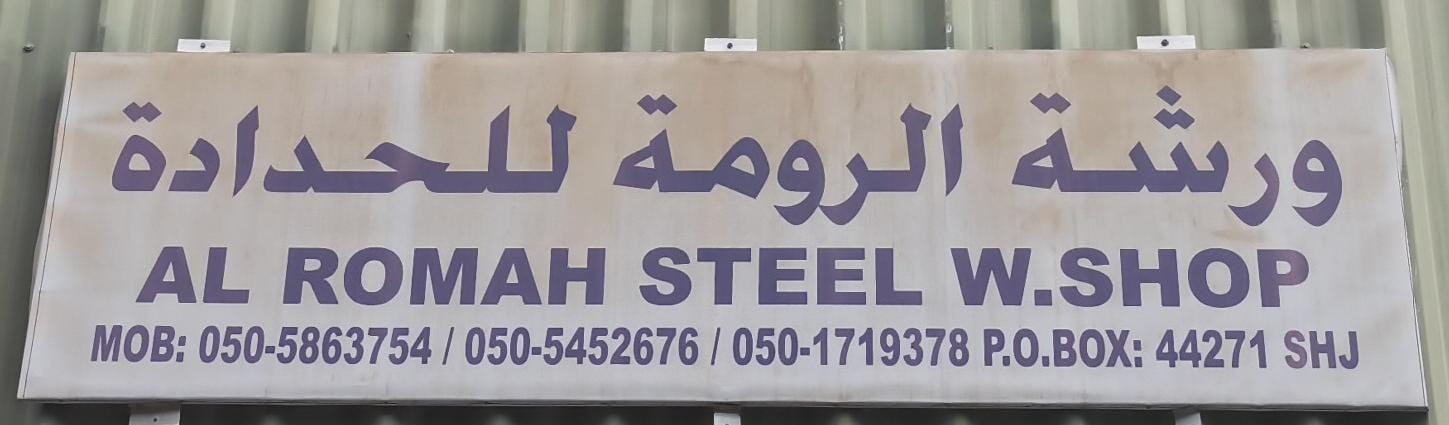 ورشة الرومة للحدادة
AL ROMAH STEEL W.SHOP
MOB: 050-5863754 / 050-5452676 / 050-1719378 P.O.BOX: 44271 SHJ